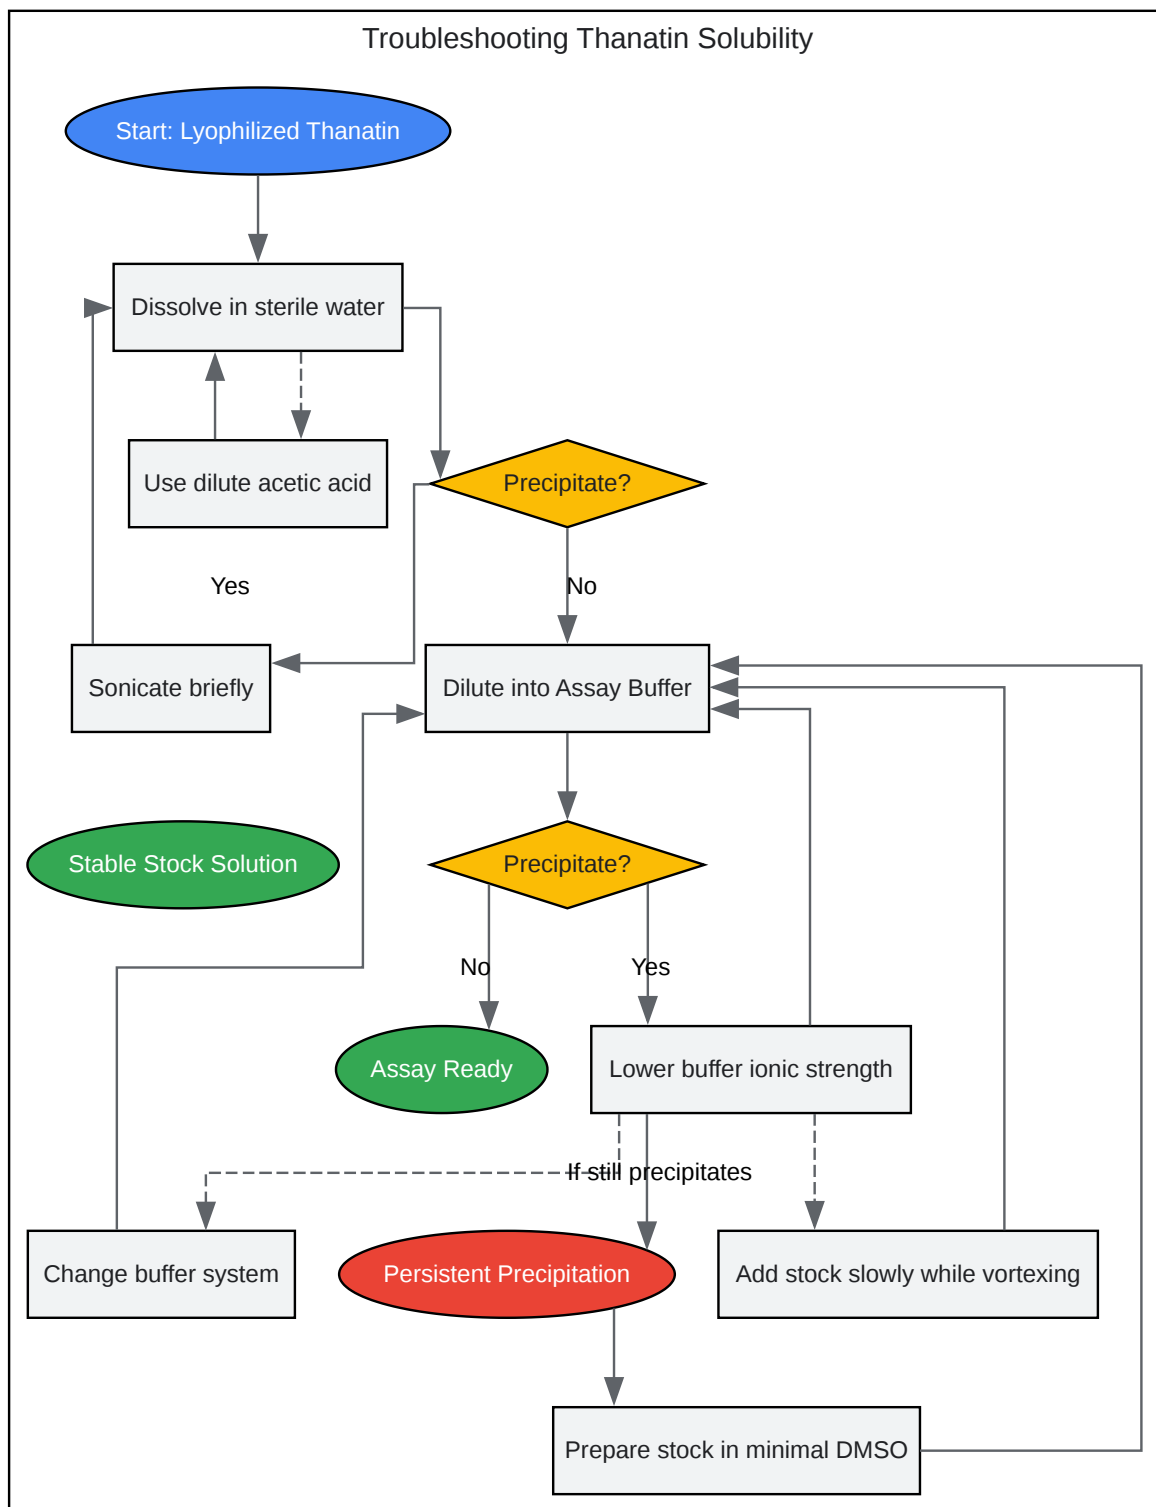 Troubleshooting Thanatin Solubility
Start: Lyophilized Thanatin
Dissolve in sterile water
Use dilute acetic acid
Precipitate?
Yes
No
Sonicate briefly
Dilute into Assay Buffer
Stable Stock Solution
Precipitate?
No
Yes
Assay Ready
Lower buffer ionic strength
If still precipitates
Change buffer system
Persistent Precipitation
Add stock slowly while vortexing
Prepare stock in minimal DMSO